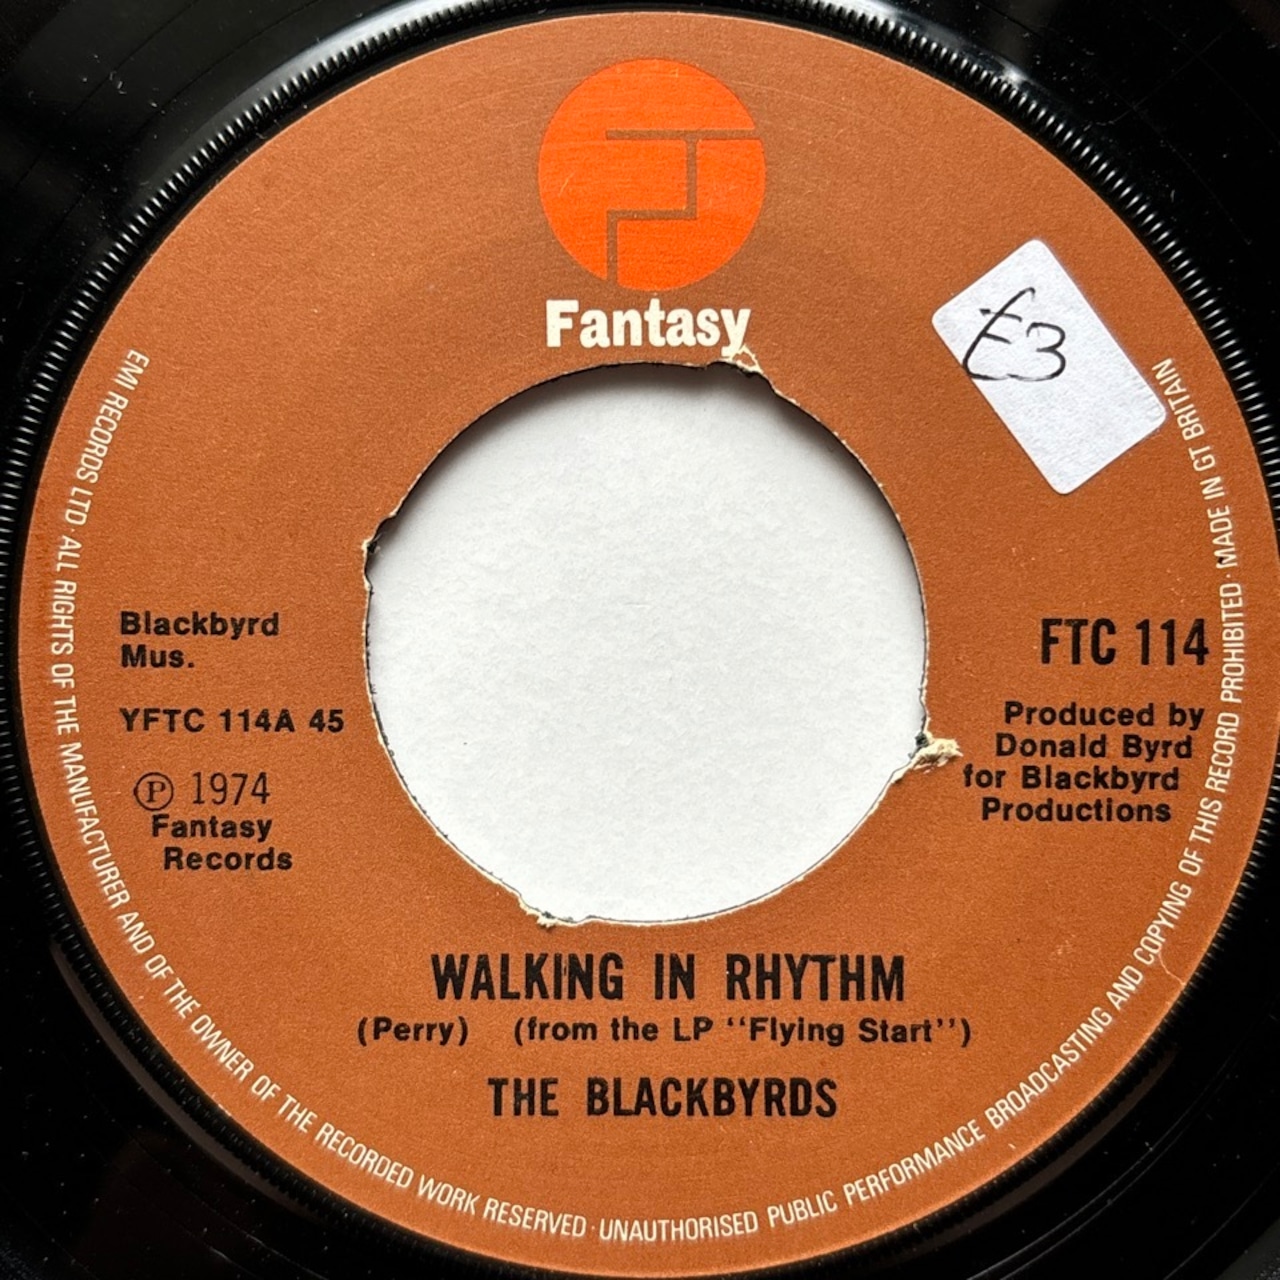 Fantasy
£3
EMI RECORDS LTD · ALL RIGHTS OF THE MANUFACTURER AND OF THE OWNER OF THE RECORDED WORK RESERVED · UNAUTHORISED PUBLIC PERFORMANCE BROADCASTING AND COPYING OF THIS RECORD PROHIBITED · MADE IN GT BRITAIN
Blackbyrd
Mus.
YFTC 114A 45
℗ 1974
Fantasy
Records
FTC 114
Produced by
Donald Byrd
for Blackbyrd
Productions
WALKING IN RHYTHM
(Perry) (from the LP "Flying Start")
THE BLACKBYRDS